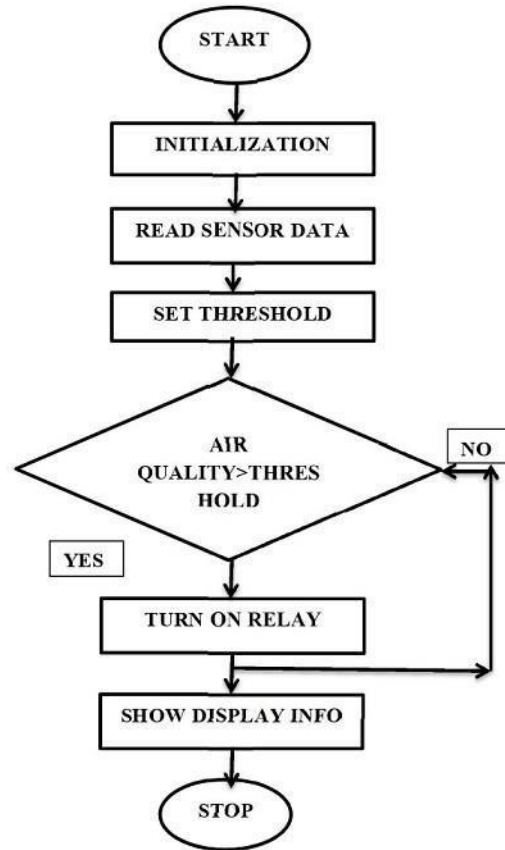 START
INITIALIZATION
READ SENSOR DATA
SET THRESHOLD
AIR
QUALITY>THRES
HOLD
NO
YES
TURN ON RELAY
SHOW DISPLAY INFO
STOP